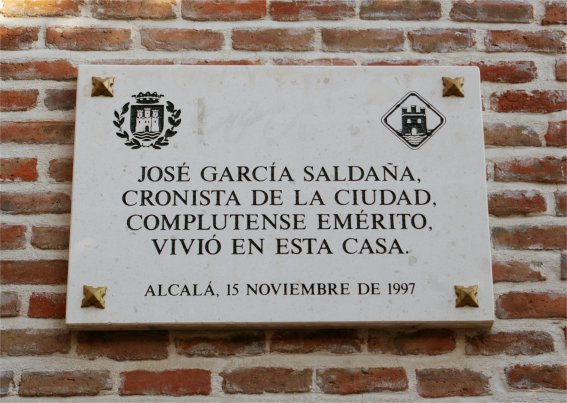 JOSÉ GARCÍA SALDAÑA,
CRONISTA DE LA CIUDAD,
COMPLUTENSE EMÉRITO,
VIVIÓ EN ESTA CASA.
ALCALÁ, 15 NOVIEMBRE DE 1997